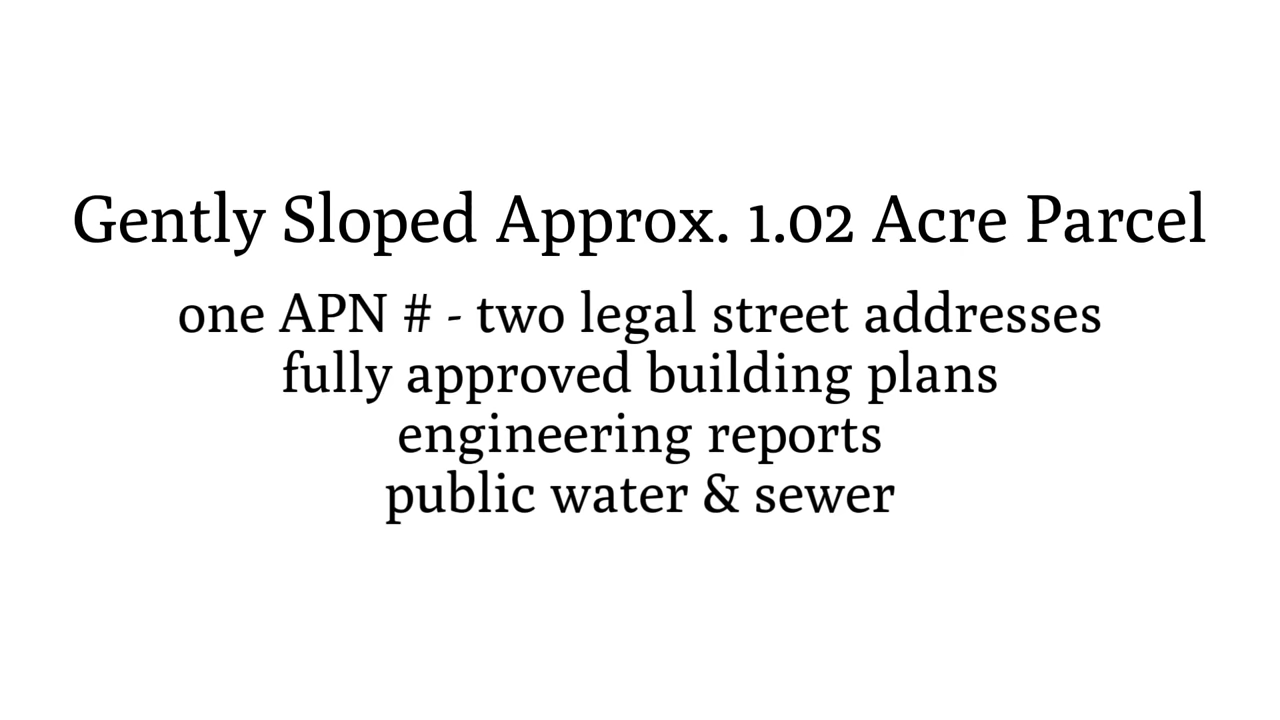 Gently Sloped Approx. 1.02 Acre Parcel
one APN # - two legal street addresses
fully approved building plans
engineering reports
public water & sewer